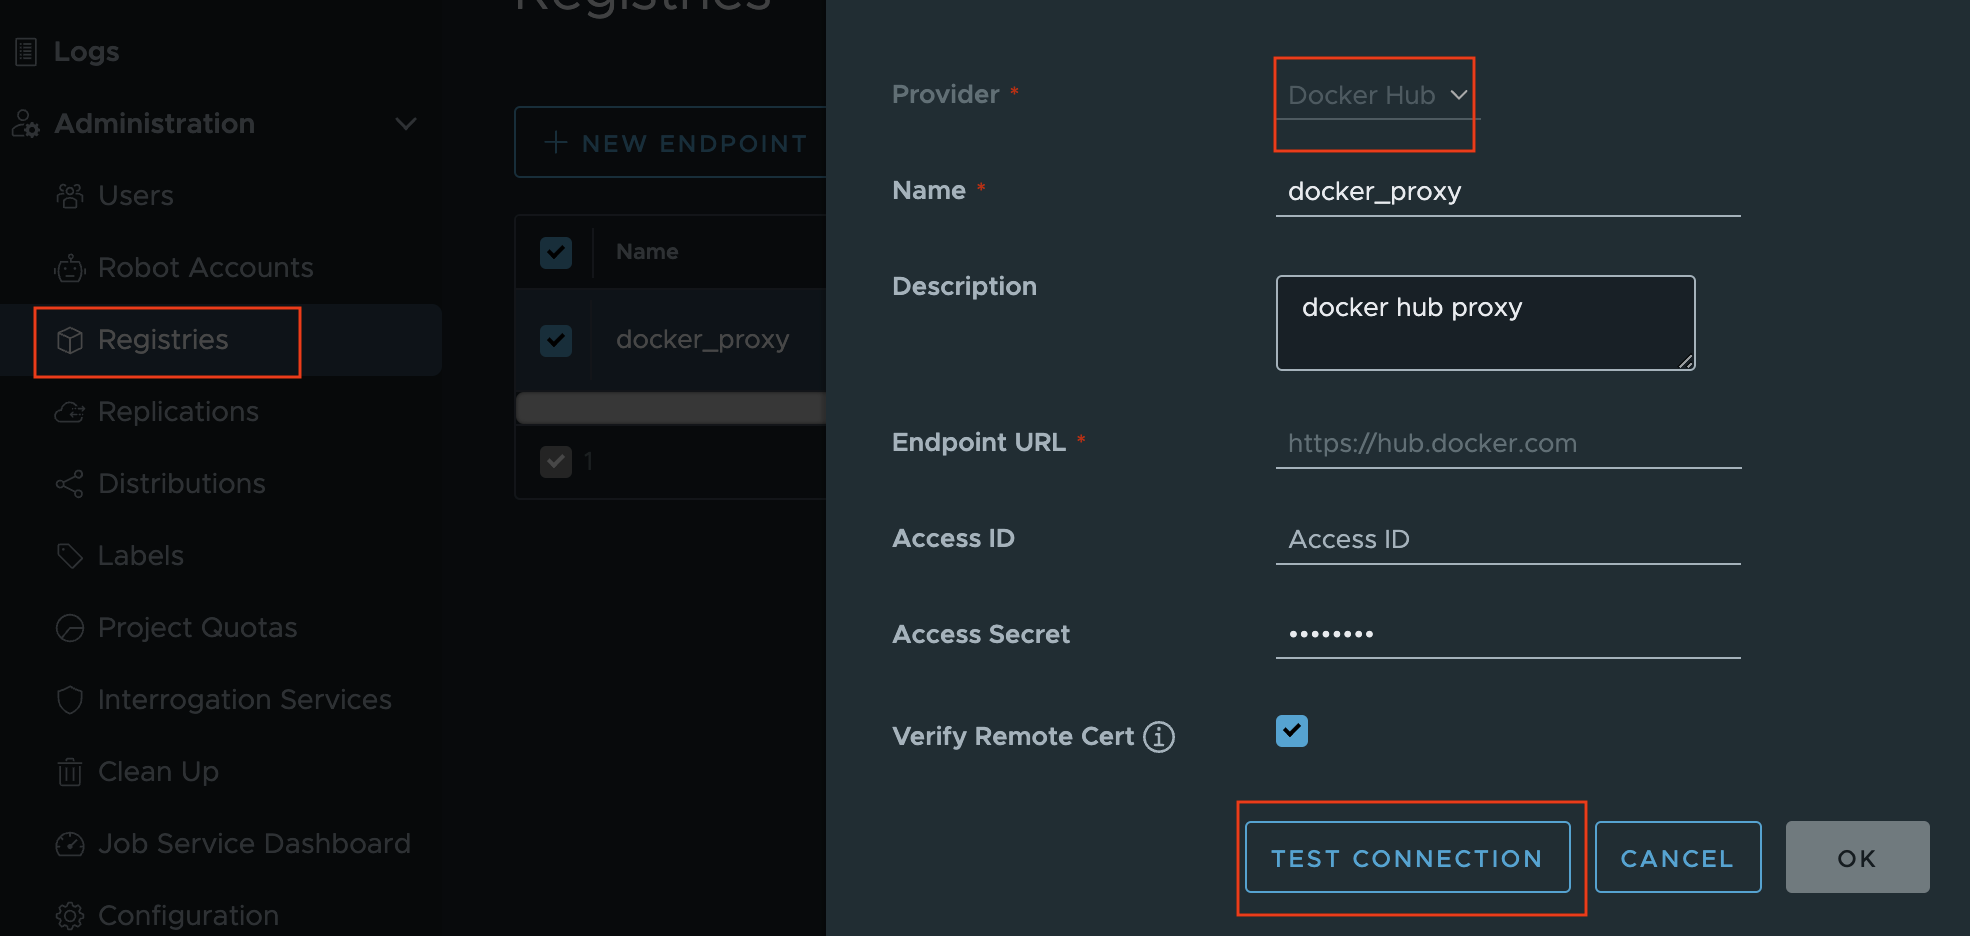 Registries
Logs
Administration
Users
Robot Accounts
Registries
Replications
Distributions
Labels
Project Quotas
Interrogation Services
Clean Up
Job Service Dashboard
Configuration
+ NEW ENDPOINT
Name
docker_proxy
1
Provider *
Docker Hub
Name *
docker_proxy
Description
docker hub proxy
Endpoint URL *
https://hub.docker.com
Access ID
Access ID
Access Secret
••••••••
Verify Remote Cert
TEST CONNECTION
CANCEL
OK